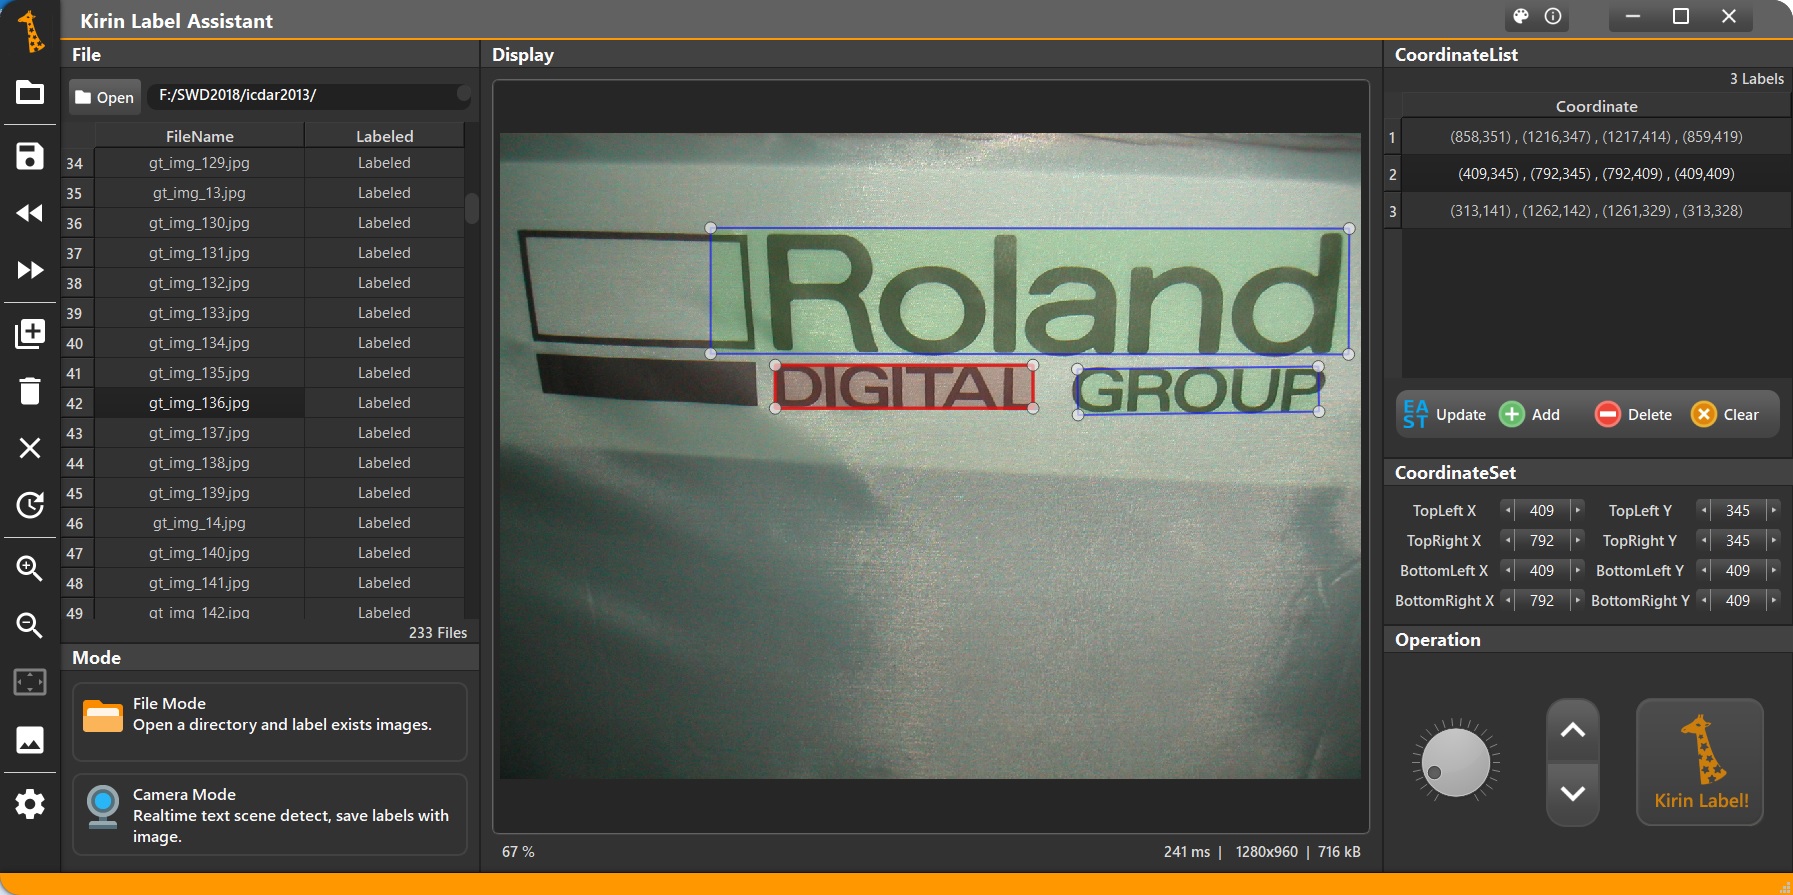 Kirin Label Assistant
File
Open
F:/SWD2018/icdar2013/
FileName Labeled
34 gt_img_129.jpg Labeled
35 gt_img_13.jpg Labeled
36 gt_img_130.jpg Labeled
37 gt_img_131.jpg Labeled
38 gt_img_132.jpg Labeled
39 gt_img_133.jpg Labeled
40 gt_img_134.jpg Labeled
41 gt_img_135.jpg Labeled
42 gt_img_136.jpg Labeled
43 gt_img_137.jpg Labeled
44 gt_img_138.jpg Labeled
45 gt_img_139.jpg Labeled
46 gt_img_14.jpg Labeled
47 gt_img_140.jpg Labeled
48 gt_img_141.jpg Labeled
49 gt_img_142.jpg Labeled
233 Files
Mode
File Mode
Open a directory and label exists images.
Camera Mode
Realtime text scene detect, save labels with
image.
Display
Roland
DIGITAL GROUP
67 %
241 ms | 1280x960 | 716 kB
CoordinateList
3 Labels
Coordinate
1 (858,351) , (1216,347) , (1217,414) , (859,419)
2 (409,345) , (792,345) , (792,409) , (409,409)
3 (313,141) , (1262,142) , (1261,329) , (313,328)
EA
ST
Update Add Delete Clear
CoordinateSet
TopLeft X 409 TopLeft Y 345
TopRight X 792 TopRight Y 345
BottomLeft X 409 BottomLeft Y 409
BottomRight X 792 BottomRight Y 409
Operation
Kirin Label!